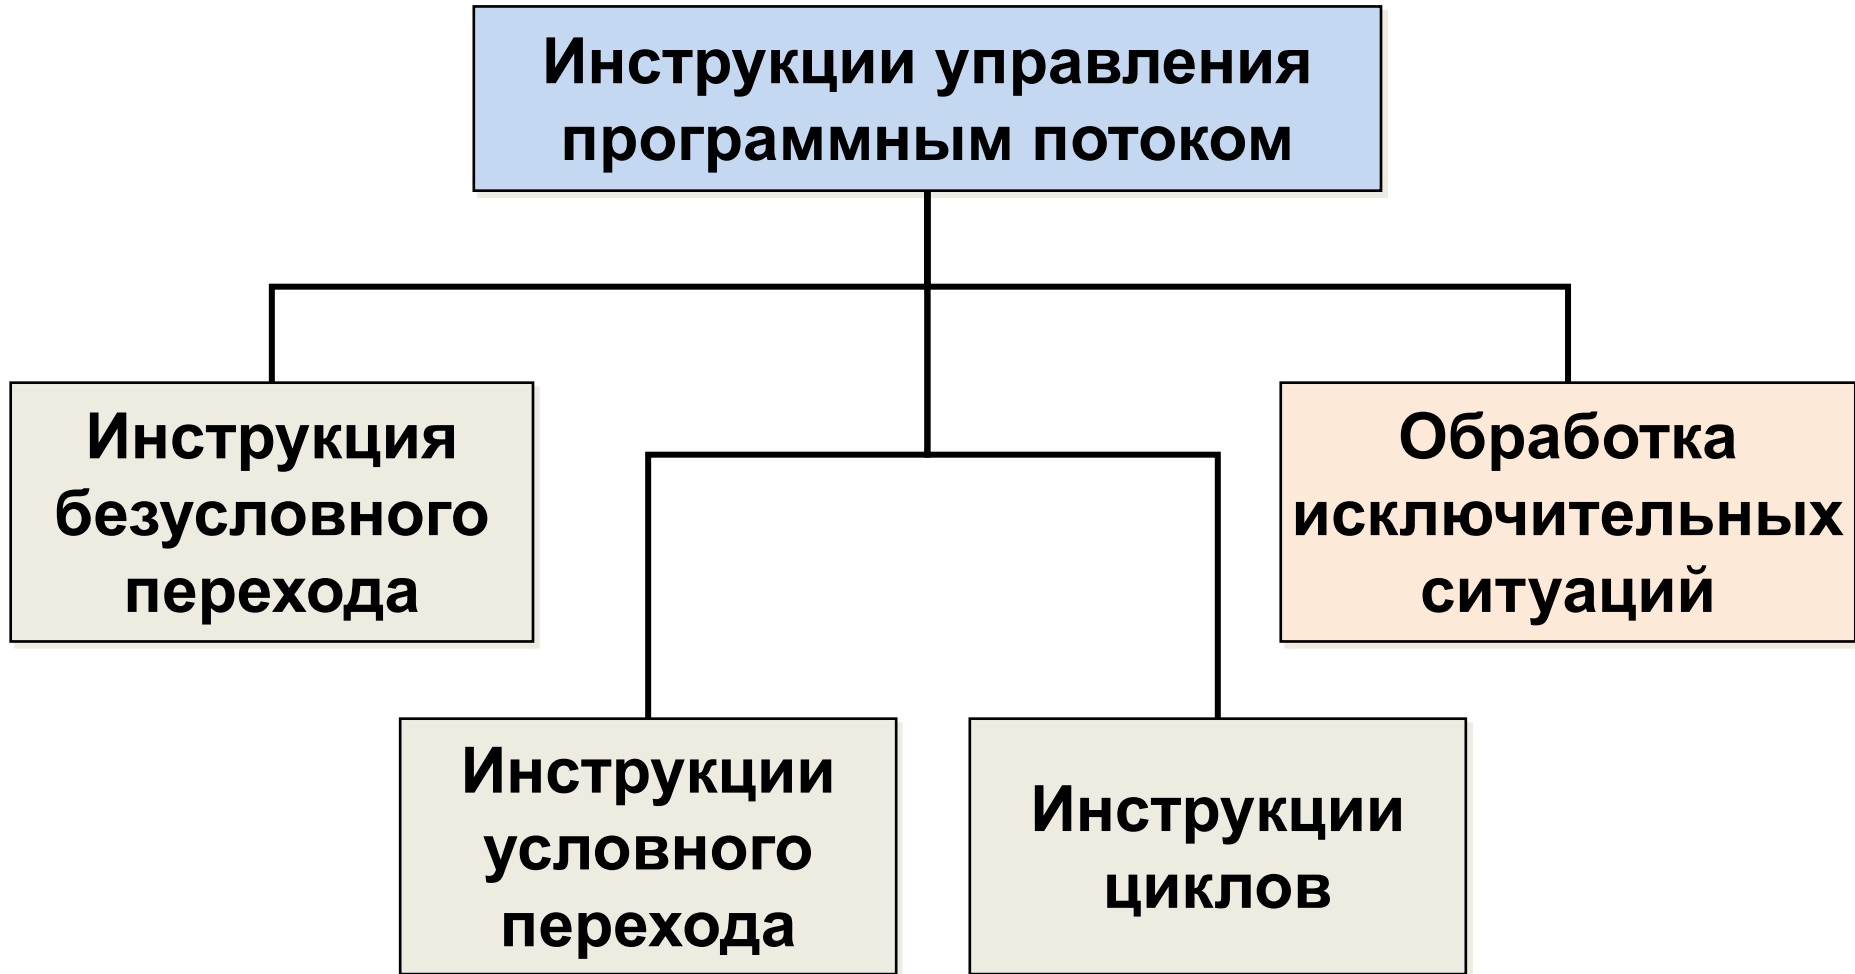 Инструкции управления
программным потоком
Инструкция
безусловного
перехода
Обработка
исключительных
ситуаций
Инструкции
условного
перехода
Инструкции
циклов